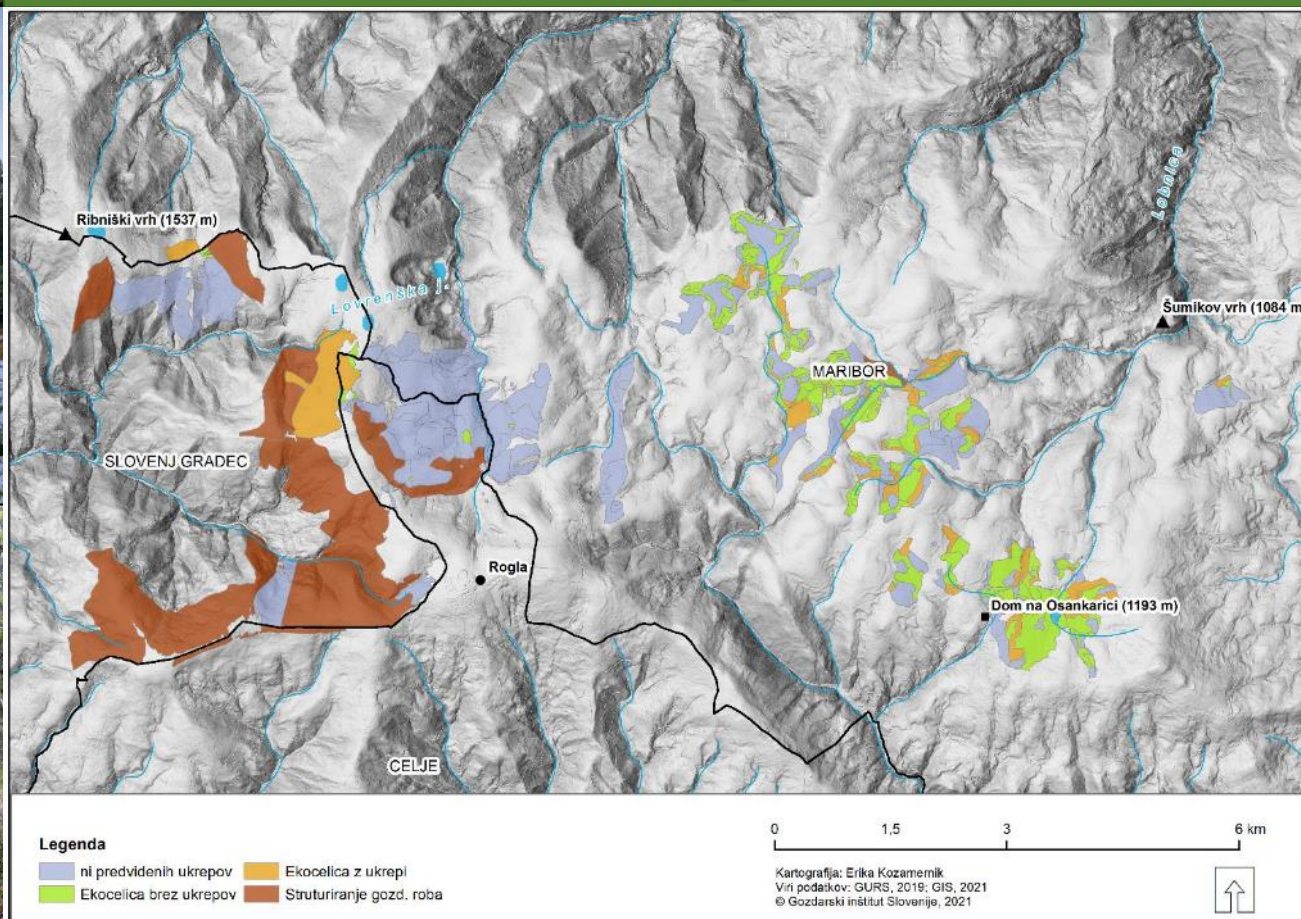 Ribniški vrh (1537 m)
Lovrenška j.
Lobnica
Šumikov vrh (1084 m
MARIBOR
SLOVENJ GRADEC
Rogla
Dom na Osankarici (1193 m)
CELJE
Legenda
ni predvidenih ukrepov
Ekocelica z ukrepi
Ekocelica brez ukrepov
Struturiranje gozd. roba
0 1,5 3 6 km
Kartografija: Erika Kozamernik
Viri podatkov: GURS, 2019; GIS, 2021
© Gozdarski inštitut Slovenije, 2021